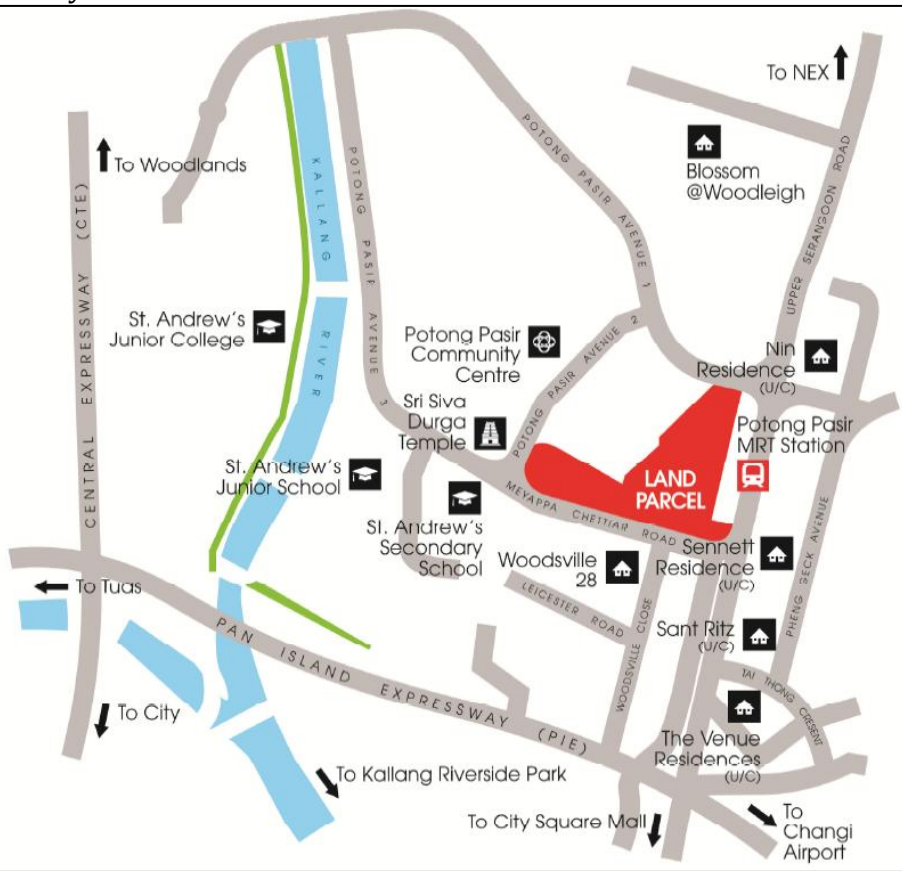 To NEX
To Woodlands
Blossom
@Woodleigh
CENTRAL EXPRESSWAY (CTE)
KALLANG
RIVER
POTONG PASIR AVENUE 3
POTONG PASIR AVENUE 1
UPPER SERANGOON ROAD
St. Andrew's
Junior College
Potong Pasir
Community
Centre
POTONG PASIR AVENUE 2
Nin
Residence
(U/C)
Sri Siva
Durga
Temple
Potong Pasir
MRT Station
St. Andrew's
Junior School
LAND
PARCEL
MEYAPPA CHETTIAR ROAD
St. Andrew's
Secondary
School
Woodsville
28
Sennett
Residence
(U/C)
PHENG GECK AVENUE
To Tuas
LEICESTER ROAD
WOODSVILLE CLOSE
Sant Ritz
(U/C)
PAN ISLAND EXPRESSWAY (PIE)
TAI THONG CRESENT
To City
The Venue
Residences
(U/C)
To Kallang Riverside Park
To City Square Mall
To
Changi
Airport